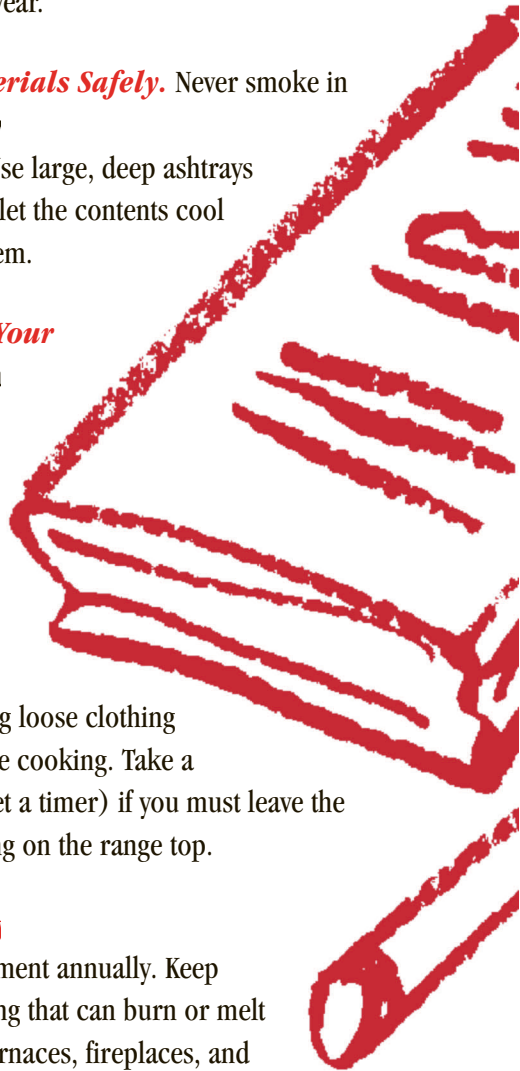 erials Safely. Never smoke in
se large, deep ashtrays
let the contents cool
em.
Your
g loose clothing
e cooking. Take a
et a timer) if you must leave the
ng on the range top.
ment annually. Keep
ng that can burn or melt
rnaces, fireplaces, and